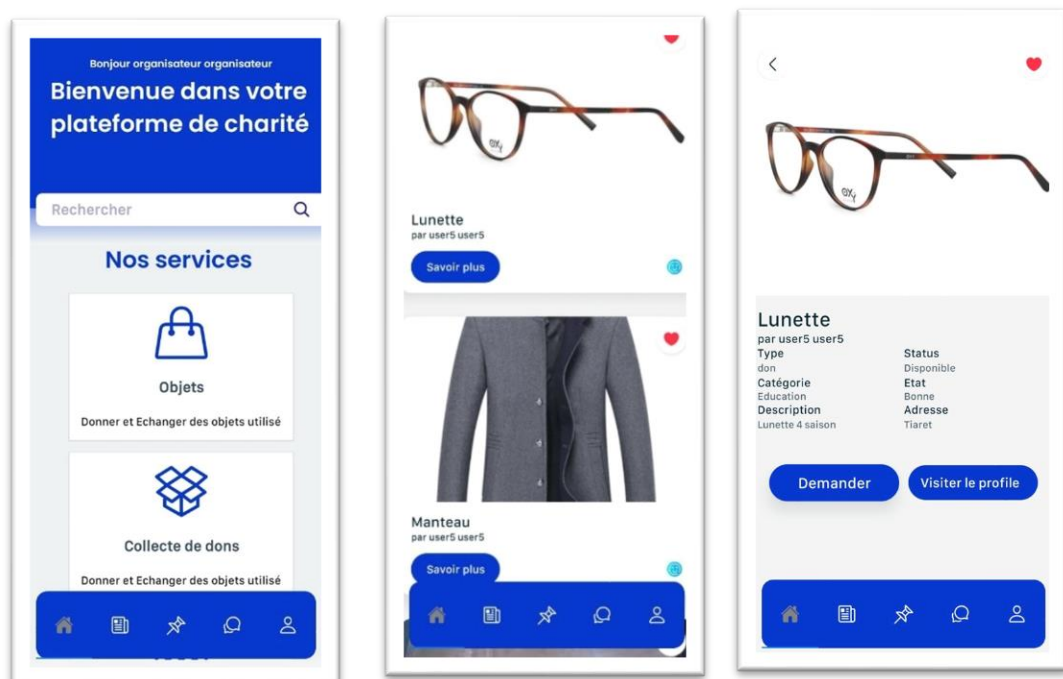 Bonjour organisateur organisateur
Bienvenue dans votre
plateforme de charité
Rechercher
Nos services
Objets
Donner et Echanger des objets utilisé
Collecte de dons
Donner et Echanger des objets utilisé
exy
Lunette
par user5 user5
Savoir plus
Manteau
par user5 user5
Savoir plus
exy
Lunette
par user5 user5
Type
Status
don
Disponible
Catégorie
Etat
Education
Bonne
Description
Adresse
Lunette 4 saison
Tiaret
Demander
Visiter le profile